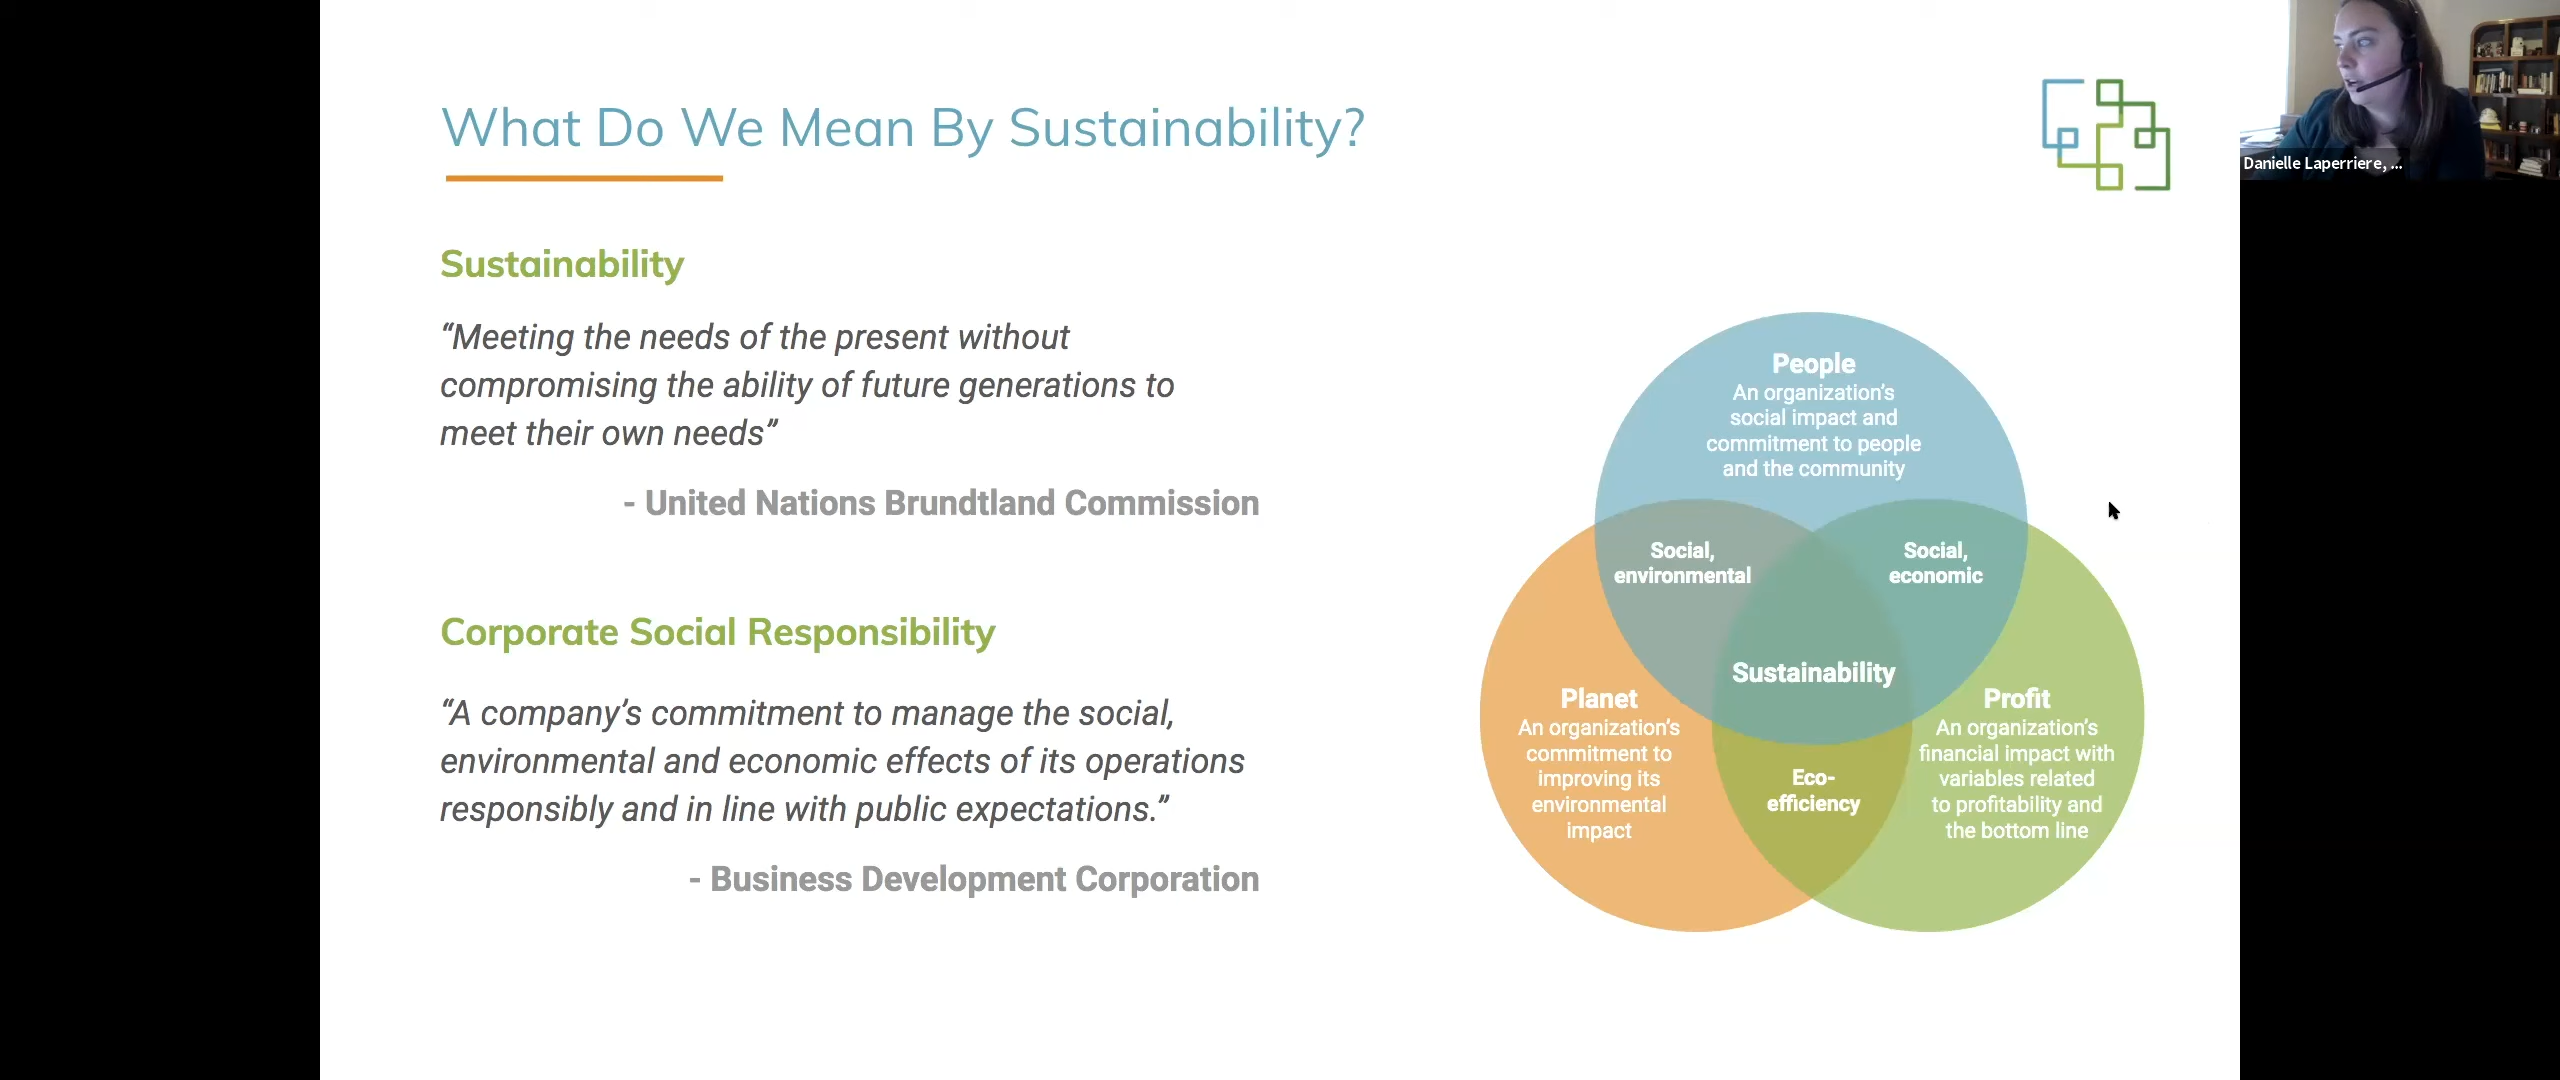 What Do We Mean By Sustainability?
Danielle Laperriere, ...
Sustainability
“Meeting the needs of the present without
compromising the ability of future generations to
meet their own needs”
- United Nations Brundtland Commission
Corporate Social Responsibility
“A company’s commitment to manage the social,
environmental and economic effects of its operations
responsibly and in line with public expectations.”
- Business Development Corporation
People
An organization’s
social impact and
commitment to people
and the community
Social,
environmental
Social,
economic
Sustainability
Planet
An organization’s
commitment to
improving its
environmental
impact
Eco-
efficiency
Profit
An organization’s
financial impact with
variables related
to profitability and
the bottom line